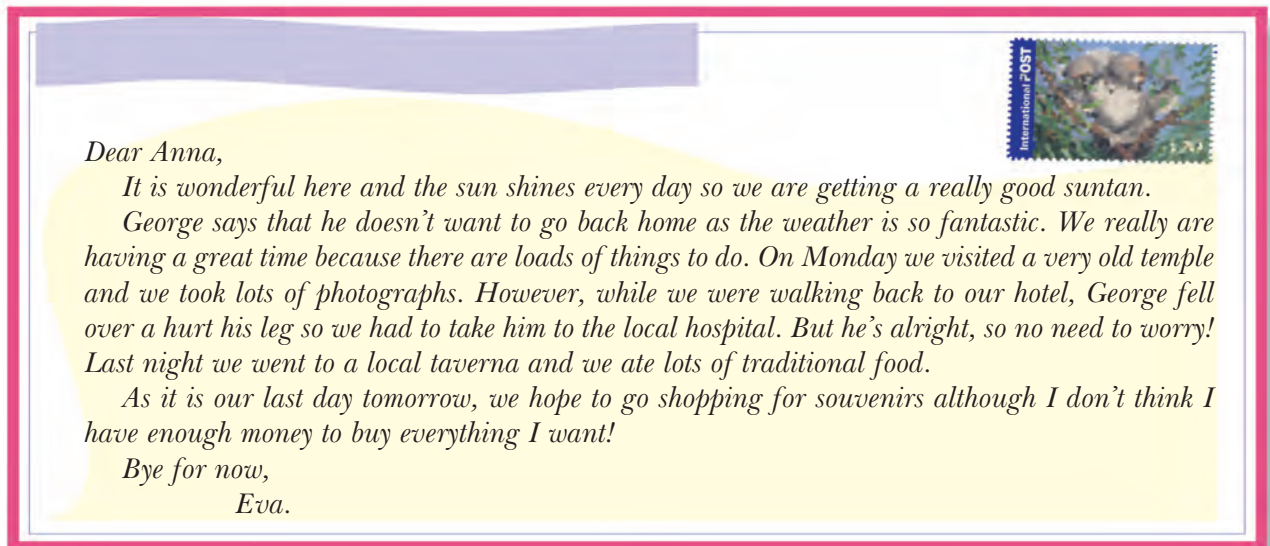 International POST
Dear Anna,
It is wonderful here and the sun shines every day so we are getting a really good suntan.
George says that he doesn't want to go back home as the weather is so fantastic. We really are
having a great time because there are loads of things to do. On Monday we visited a very old temple
and we took lots of photographs. However, while we were walking back to our hotel, George fell
over a hurt his leg so we had to take him to the local hospital. But he's alright, so no need to worry!
Last night we went to a local taverna and we ate lots of traditional food.
As it is our last day tomorrow, we hope to go shopping for souvenirs although I don't think I
have enough money to buy everything I want!
Bye for now,
Eva.